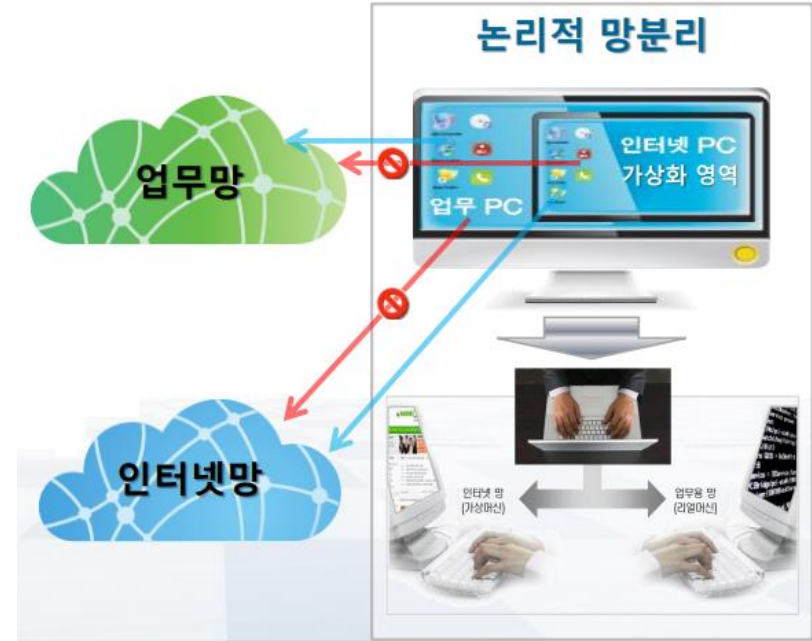 논리적 망분리
업무망
인터넷 PC
가상화 영역
업무 PC
인터넷망
인터넷 망
(가상머신)
업무용 망
(리얼머신)